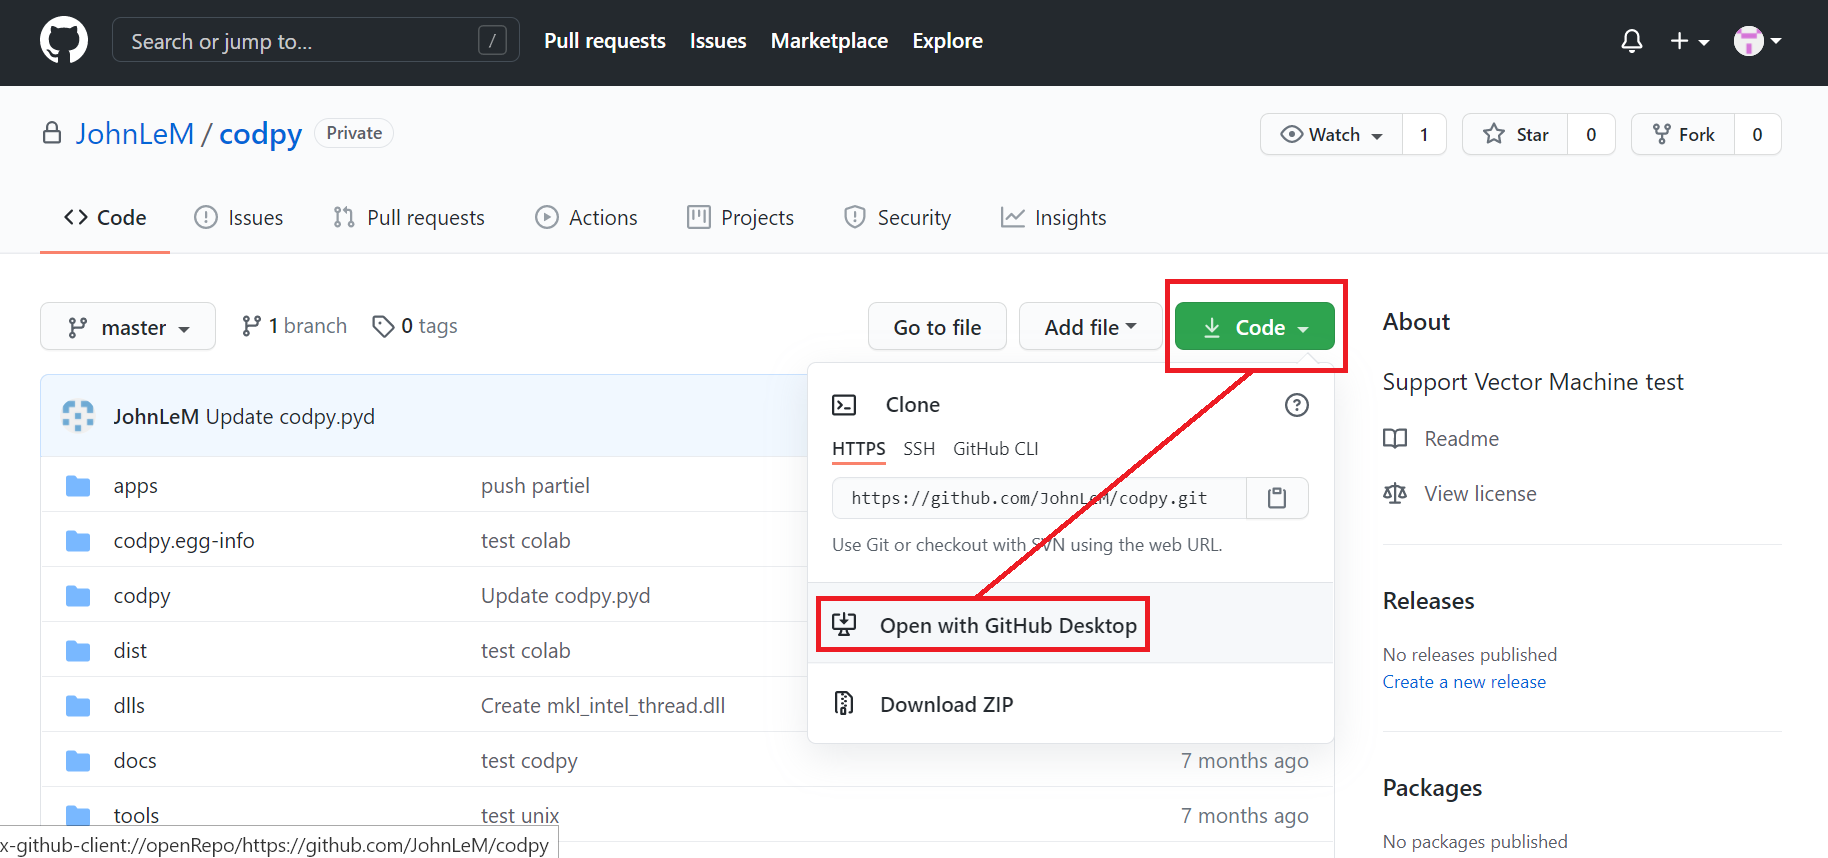 Search or jump to... /
Pull requests Issues Marketplace Explore
JohnLeM / codpy Private
Watch 1 Star 0 Fork 0
Code Issues Pull requests Actions Projects Security Insights
master 1 branch 0 tags Go to file Add file Code
About
Support Vector Machine test
Readme
View license
Releases
No releases published
Create a new release
Packages
No packages published
JohnLeM Update codpy.pyd
apps push partiel
codpy.egg-info test colab
codpy Update codpy.pyd
dist test colab
dlls Create mkl_intel_thread.dll
docs test codpy 7 months ago
tools test unix 7 months ago
Clone
HTTPS SSH GitHub CLI
https://github.com/JohnLeM/codpy.git
Use Git or checkout with SVN using the web URL.
Open with GitHub Desktop
Download ZIP
x-github-client://openRepo/https://github.com/JohnLeM/codpy